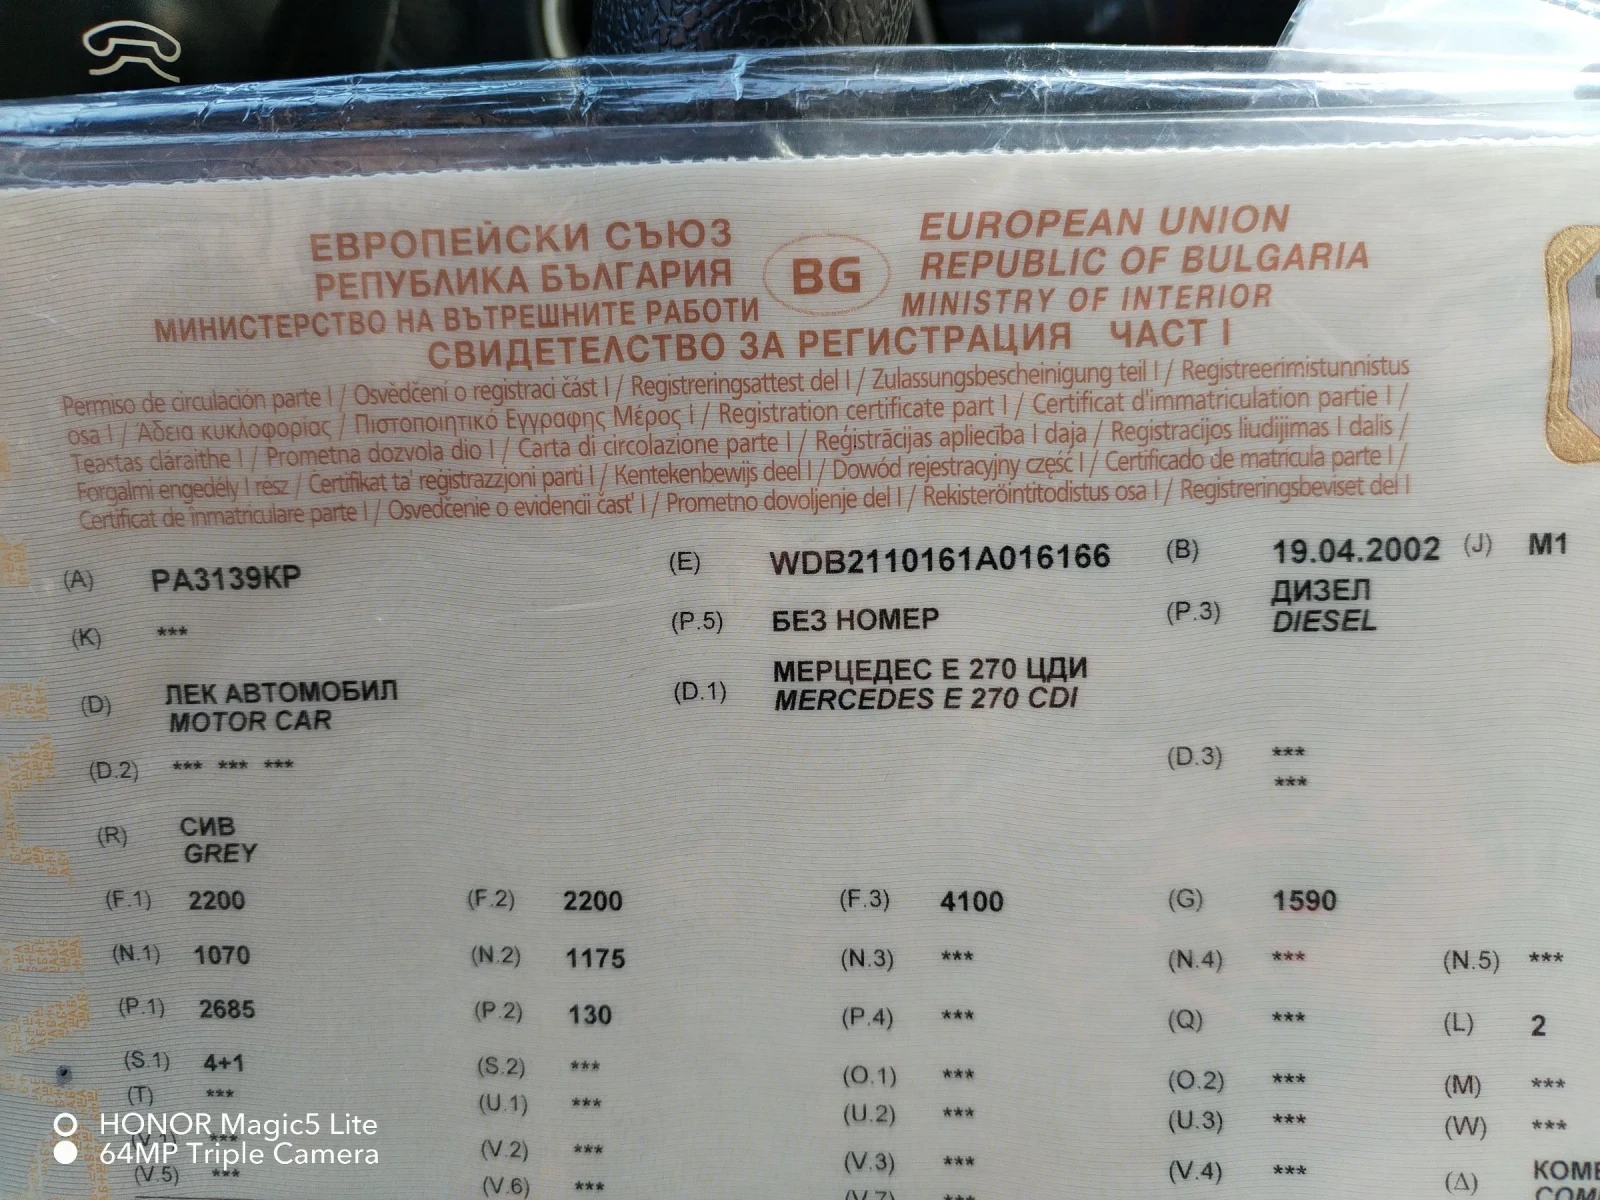 ЕВРОПЕЙСКИ СЪЮЗ
РЕПУБЛИКА БЪЛГАРИЯ
МИНИСТЕРСТВО НА ВЪТРЕШНИТЕ РАБОТИ
BG
EUROPEAN UNION
REPUBLIC OF BULGARIA
MINISTRY OF INTERIOR
СВИДЕТЕЛСТВО ЗА РЕГИСТРАЦИЯ ЧАСТ I
Permiso de circulación parte I / Osvědčení o registraci část I / Registreringsattest del I / Zulassungsbescheinigung teil I / Registreerimistunnistus
osa I / Άδεια κυκλοφορίας / Πιστοποιητικό Εγγραφης Μέρος I / Registration certificate part I / Certificat d'immatriculation partie I /
Teastas cláraithe I / Prometna dozvola dio I / Carta di circolazione parte I / Reģistrācijas apliecība I daļa / Registracijos liudijimas I dalis /
Forgalmi engedély I rész / Ċertifikat ta' reġistrazzjoni parti I / Kentekenbewijs deel I / Dowód rejestracyjny część I / Certificado de matrícula parte I /
Certificat de înmatriculare parte I / Osvedčenie o evidencii časť I / Prometno dovoljenje del I / Rekisteröintitodistus osa I / Registreringsbeviset del I
(A) PA3139KP (E) WDB2110161A016166 (B) 19.04.2002 (J) M1
(K) *** (P.5) БЕЗ НОМЕР (P.3) ДИЗЕЛ
DIESEL
(D) ЛЕК АВТОМОБИЛ
MOTOR CAR
(D.1) МЕРЦЕДЕС Е 270 ЦДИ
MERCEDES E 270 CDI
(D.2) *** *** *** (D.3) ***
***
(R) СИВ
GREY
(F.1) 2200 (F.2) 2200 (F.3) 4100 (G) 1590
(N.1) 1070 (N.2) 1175 (N.3) *** (N.4) *** (N.5) ***
(P.1) 2685 (P.2) 130 (P.4) *** (Q) *** (L) 2
(S.1) 4+1 (S.2) *** (O.1) *** (O.2) *** (M) ***
(T) *** (U.1) *** (U.2) *** (U.3) *** (W) ***
(V.1) *** (V.2) *** (V.3) *** (V.4) *** (Δ)
(V.5) *** (V.6) *** (V.7) ***
HONOR Magic5 Lite
64MP Triple Camera